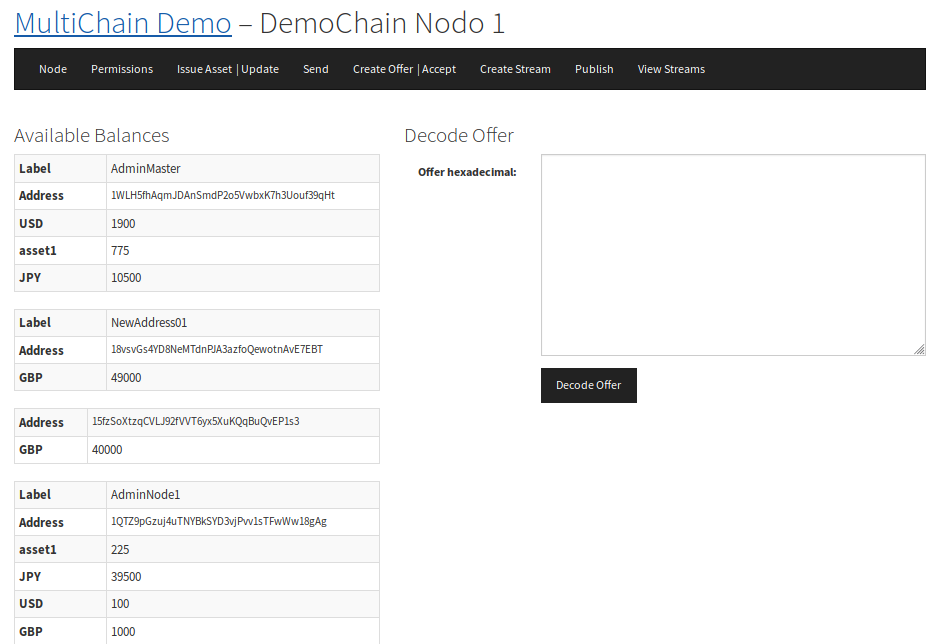 MultiChain Demo – DemoChain Nodo 1
Node Permissions Issue Asset | Update Send Create Offer | Accept Create Stream Publish View Streams
Available Balances
Label AdminMaster
Address 1WLH5fhAqmJDAnSmdP2o5VwbxK7h3Uouf39qHt
USD 1900
asset1 775
JPY 10500
Label NewAddress01
Address 18vsvGs4YD8NeMTdnPJA3azfoQewotnAvE7EBT
GBP 49000
Address 15fzSoXtzqCVLJ92fVVT6yx5XuKQqBuQvEP1s3
GBP 40000
Label AdminNode1
Address 1QTZ9pGzuj4uTNYBkSYD3vjPvv1sTFwWw18gAg
asset1 225
JPY 39500
USD 100
GBP 1000
Decode Offer
Offer hexadecimal:
Decode Offer